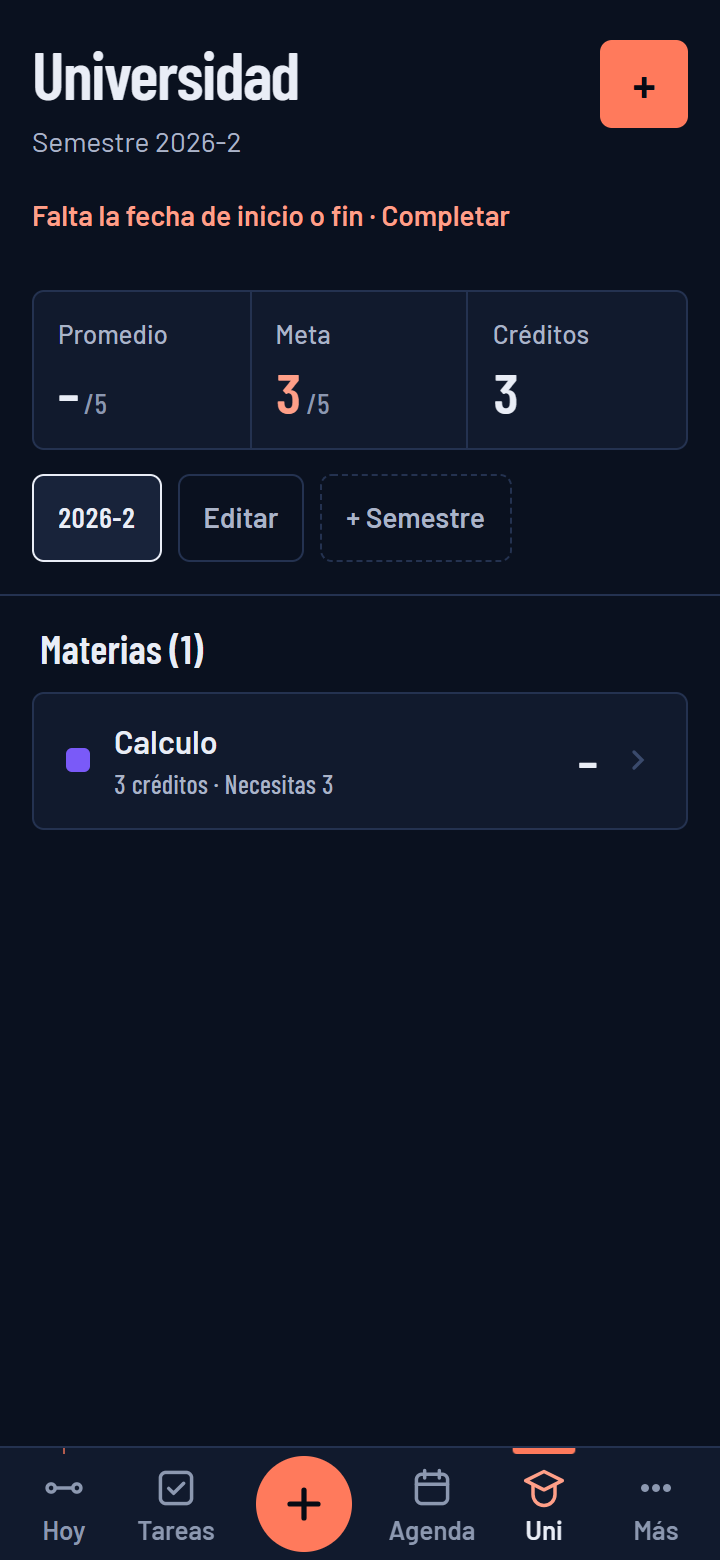 Universidad
+
Semestre 2026-2
Falta la fecha de inicio o fin · Completar
Promedio
Meta
Créditos
–/5
3/5
3
2026-2
Editar
+ Semestre
Materias (1)
Calculo
3 créditos · Necesitas 3
–
Hoy
Tareas
Agenda
Uni
Más